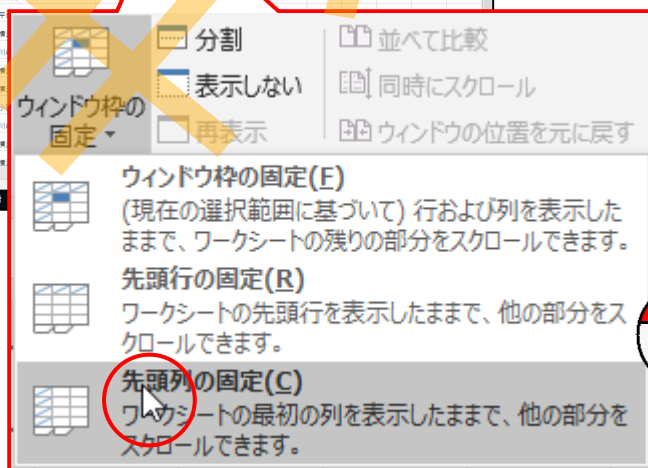 分割
表示しない
再表示
並べて比較
同時にスクロール
ウィンドウの位置を元に戻す
ウィンドウ枠の
固定
ウィンドウ枠の固定(F)
(現在の選択範囲に基づいて) 行および列を表示した
ままで、ワークシートの残りの部分をスクロールできます。
先頭行の固定(R)
ワークシートの先頭行を表示したままで、他の部分をス
クロールできます。
先頭列の固定(C)
ワークシートの最初の列を表示したままで、他の部分を
スクロールできます。